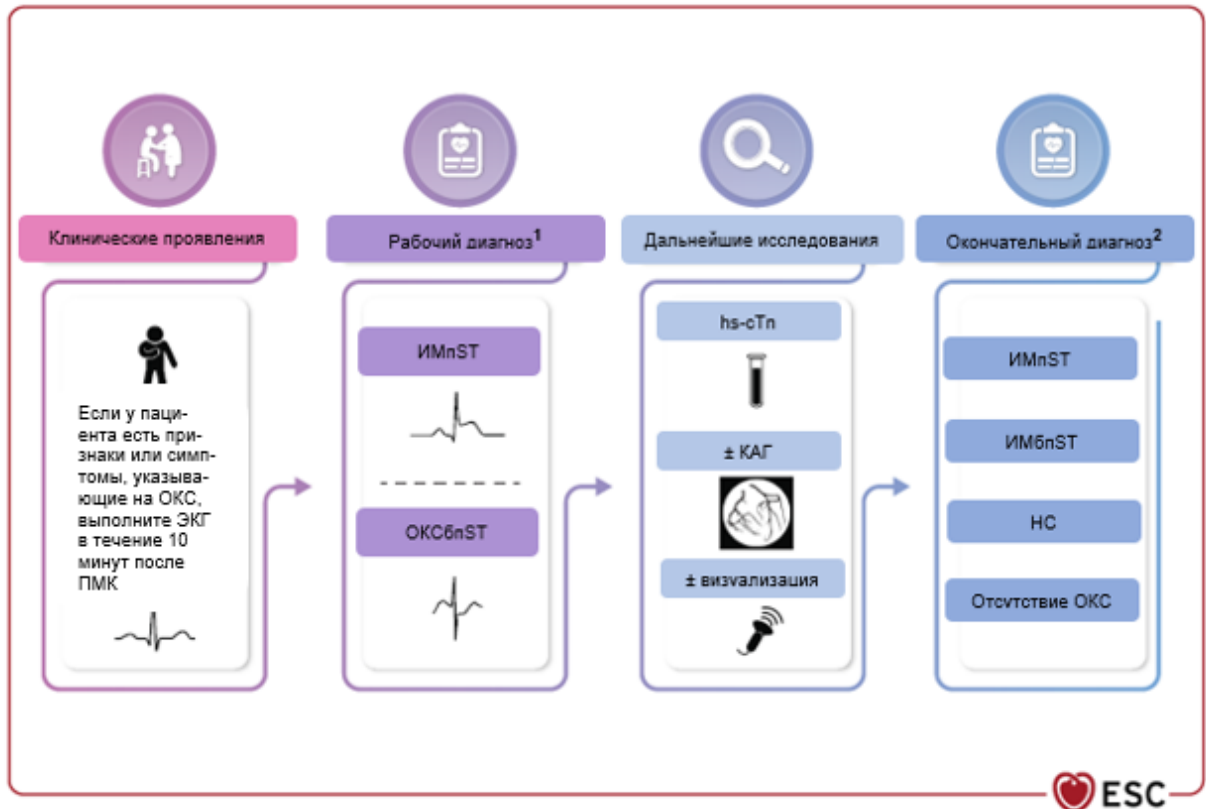 Клинические проявления
Рабочий диагноз1
Дальнейшие исследования
Окончательный диагноз2
Если у паци-
ента есть при-
знаки или симп-
томы, указыва-
ющие на ОКС,
выполните ЭКГ
в течение 10
минут после
ПМК
ИМпST
ОКСбпST
hs-cTn
± КАГ
± визуализация
ИМпST
ИМбпST
НС
Отсутствие ОКС
ESC